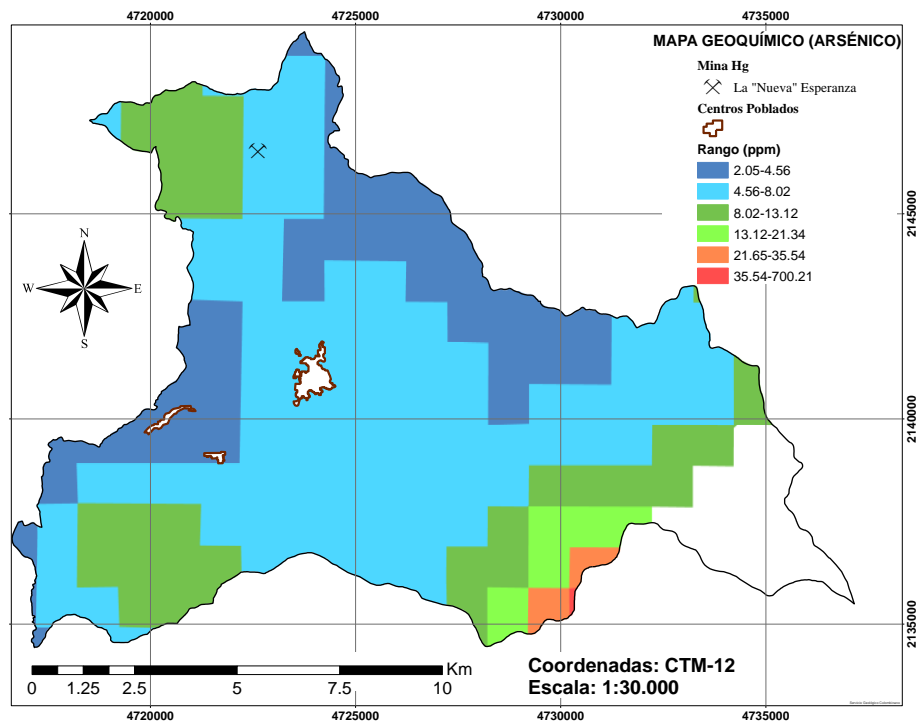 4720000 4725000 4730000 4735000
MAPA GEOQUÍMICO (ARSÉNICO)
Mina Hg
La "Nueva" Esperanza
Centros Poblados
Rango (ppm)
2.05-4.56
4.56-8.02
8.02-13.12
13.12-21.34
21.65-35.54
35.54-700.21
2145000
N
W E
S
2140000
2135000
Km
0 1.25 2.5 5 7.5 10
Coordenadas: CTM-12
Escala: 1:30.000
4720000 4725000 4730000 4735000
Servicio Geológico Colombiano